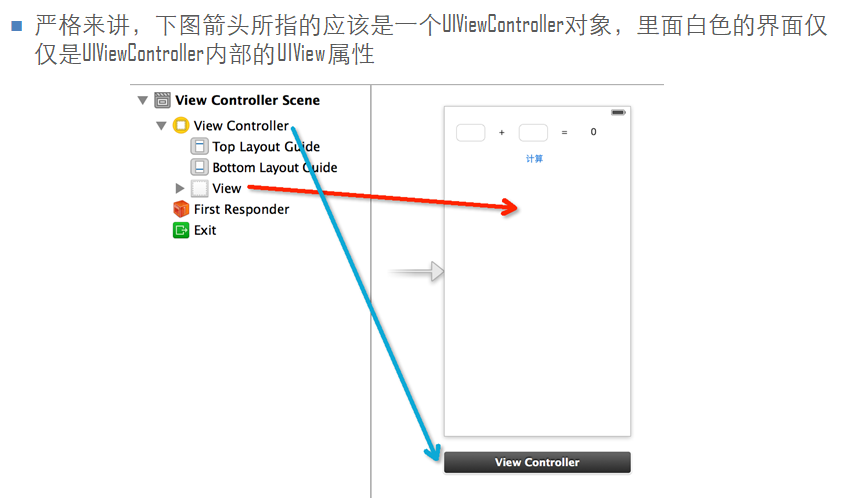 严格来讲，下图箭头所指的应该是一个UIViewController对象，里面白色的界面仅
仅是UIViewController内部的UIView属性
View Controller Scene
View Controller
Top Layout Guide
Bottom Layout Guide
View
First Responder
Exit
+ = 0
计算
View Controller